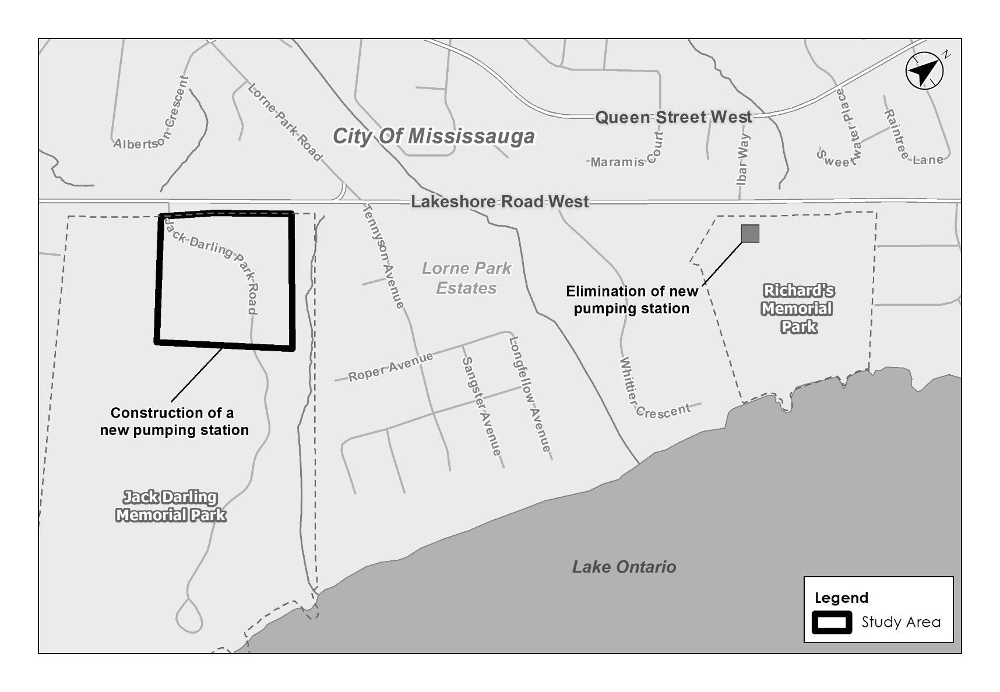 N
Albertson Crescent
Lorne Park Road
City Of Mississauga
Queen Street West
Maramis Court
Ibar Way
Sweetwater Place
Raintree Lane
Lakeshore Road West
Jack Darling Park Road
Tennyson Avenue
Lorne Park
Estates
Elimination of new
pumping station
Richard's
Memorial
Park
Roper Avenue
Sangster Avenue
Longfellow Avenue
Whittier Crescent
Construction of a
new pumping station
Jack Darling
Memorial Park
Lake Ontario
Legend
Study Area